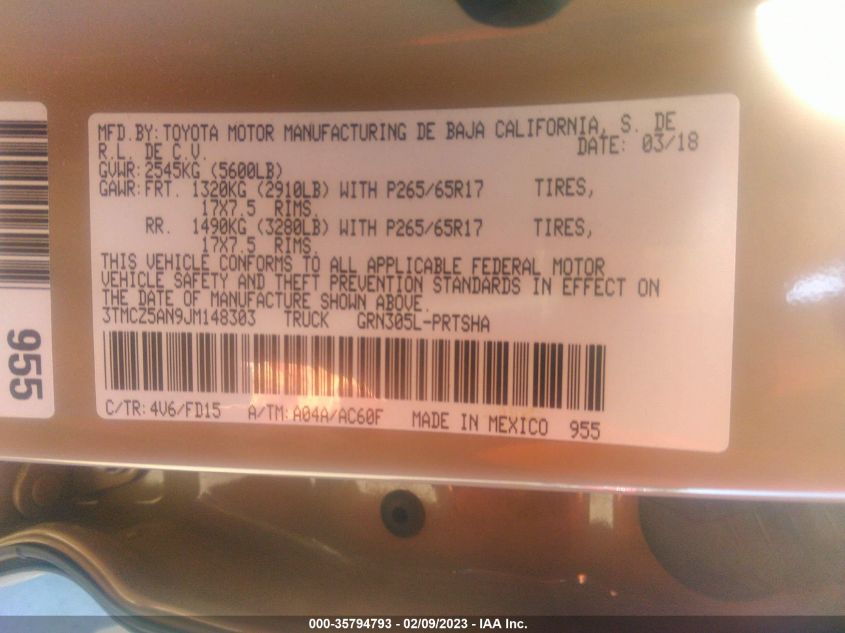 MFD.BY:TOYOTA MOTOR MANUFACTURING DE BAJA CALIFORNIA, S. DE
R.L. DE C.V. DATE: 03/18
GVWR:2545KG (5600LB)
GAWR:FRT. 1320KG (2910LB) WITH P265/65R17 TIRES,
17X7.5 RIMS.
RR. 1490KG (3280LB) WITH P265/65R17 TIRES,
17X7.5 RIMS.
THIS VEHICLE CONFORMS TO ALL APPLICABLE FEDERAL MOTOR
VEHICLE SAFETY AND THEFT PREVENTION STANDARDS IN EFFECT ON
THE DATE OF MANUFACTURE SHOWN ABOVE.
3TMCZ5AN9JM148303 TRUCK GRN305L-PRTSHA
C/TR:4V6/FD15 A/TM:A04A/AC60F MADE IN MEXICO 955
955
000-35794793 - 02/09/2023 - IAA Inc.